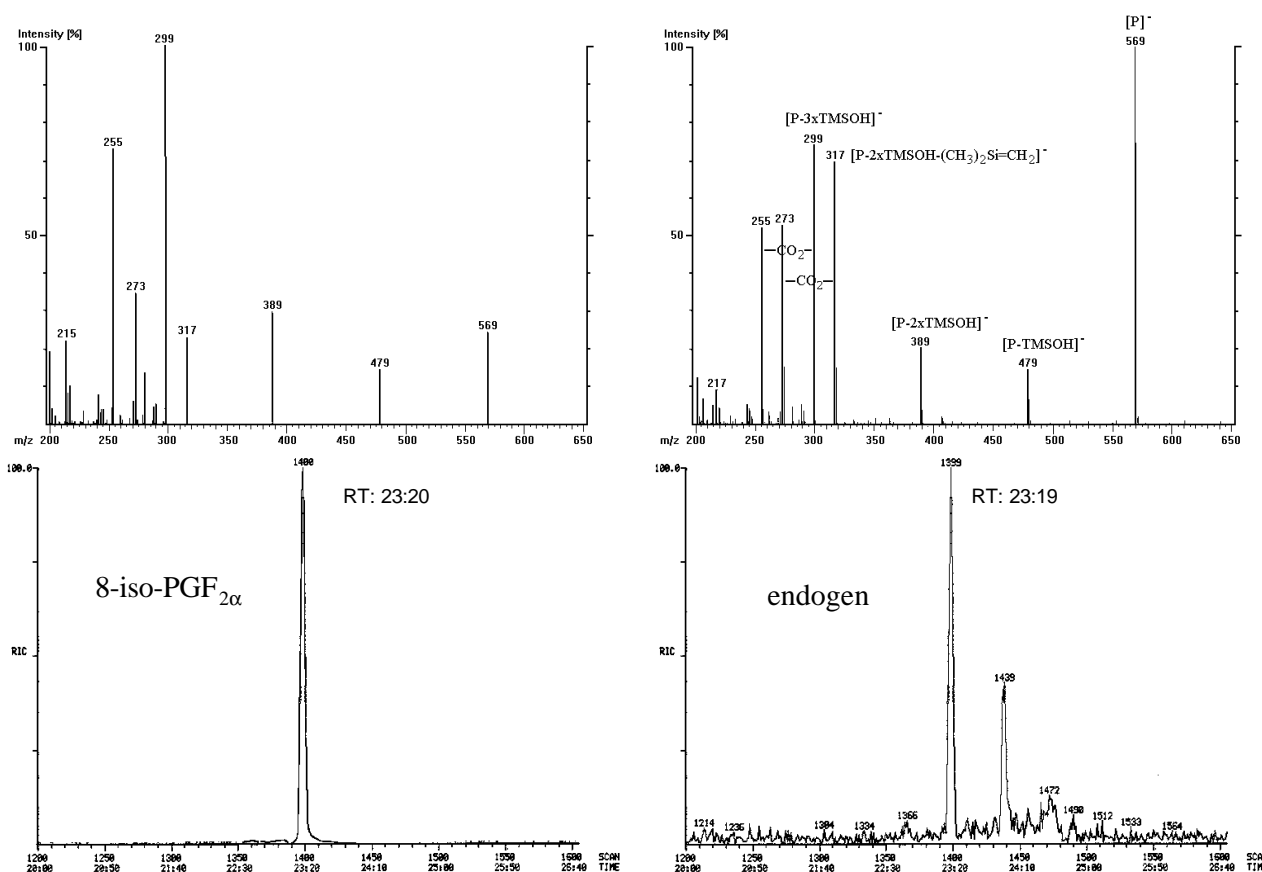 Intensity [%]
100
299
255
50
273
389
317
569
215
479
m/z 200 250 300 350 400 450 500 550 600 650
Intensity [%]
[P]-
100
569
[P-3xTMSOH]-
299
317 [P-2xTMSOH-(CH3)2Si=CH2]-
255 273
50
CO2
CO2
[P-2xTMSOH]-
389
[P-TMSOH]-
479
217
m/z 200 250 300 350 400 450 500 550 600 650
100.0
1400
RT: 23:20
8-iso-PGF2α
RIC
1200 1250 1300 1350 1400 1450 1500 1550 1600 SCAN
20:00 20:50 21:40 22:30 23:20 24:10 25:00 25:50 26:40 TIME
100.0
1399
RT: 23:19
endogen
RIC
1439
1472
1490
1214 1236 1304 1334 1366 1512 1533 1564
1200 1250 1300 1350 1400 1450 1500 1550 1600 SCAN
20:00 20:50 21:40 22:30 23:20 24:10 25:00 25:50 26:40 TIME